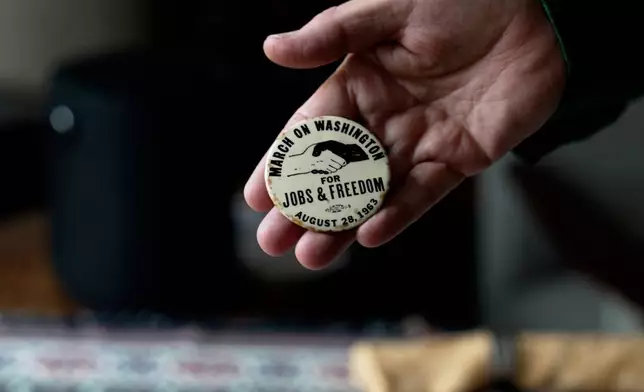 MARCH ON WASHINGTON
FOR
JOBS & FREEDOM
AUGUST 28, 1963